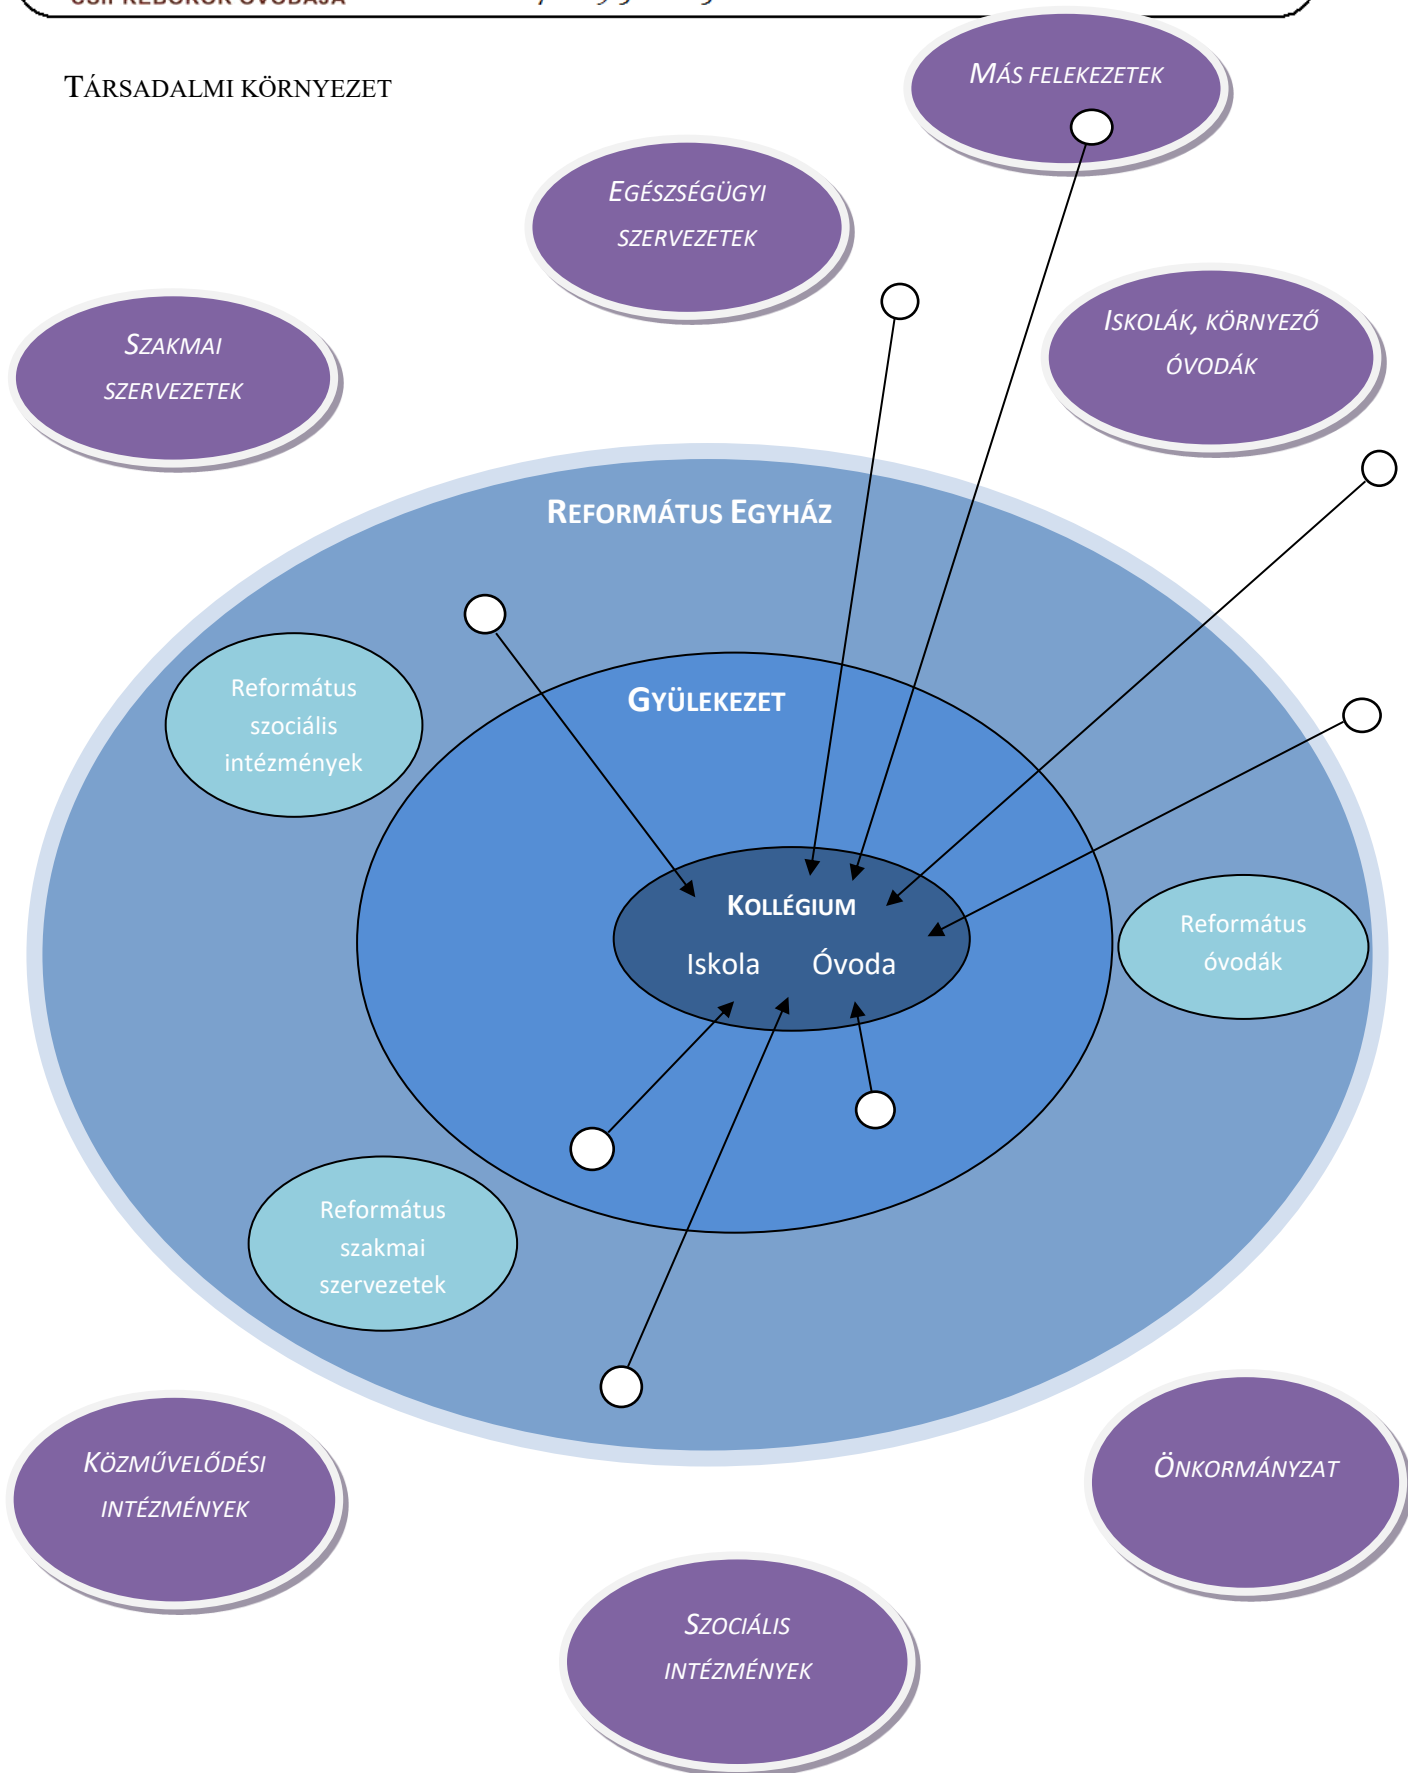 TÁRSADALMI KÖRNYEZET
MÁS FELEKEZETEK
EGÉSZSÉGÜGYI
SZERVEZETEK
ISKOLÁK, KÖRNYEZŐ
ÓVODÁK
SZAKMAI
SZERVEZETEK
REFORMÁTUS EGYHÁZ
Református
szociális
intézmények
GYÜLEKEZET
KOLLÉGIUM
Iskola Óvoda
Református
óvodák
Református
szakmai
szervezetek
KÖZMŰVELŐDÉSI
INTÉZMÉNYEK
ÖNKORMÁNYZAT
SZOCIÁLIS
INTÉZMÉNYEK